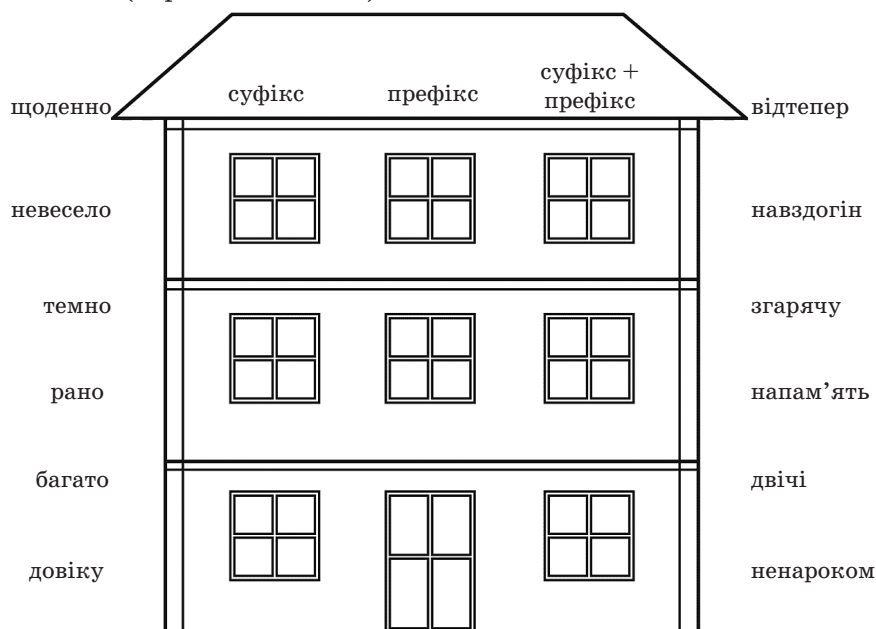 суфікс
префікс
суфікс +
префікс
щоденно
відтепер
невесело
навздогін
темно
згарячу
рано
напам’ять
багато
двічі
довіку
ненароком